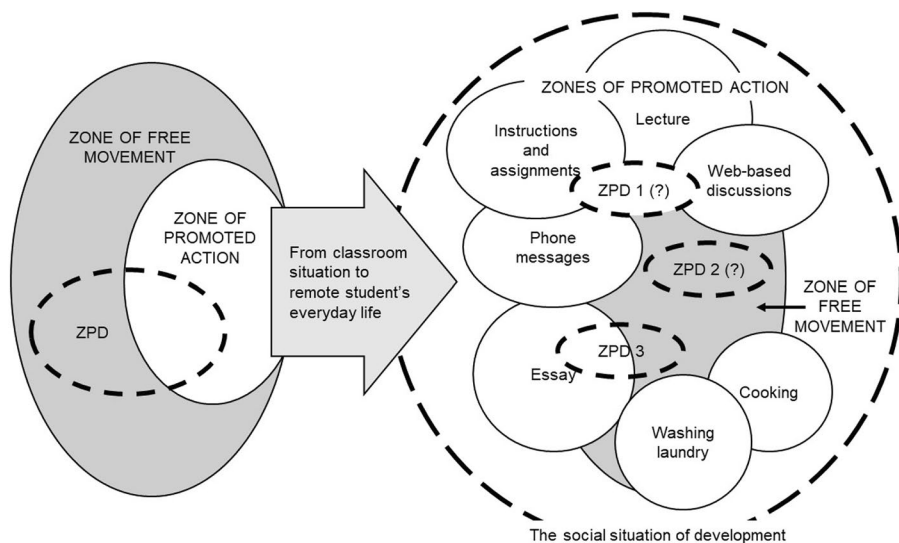 ZONE OF FREE
MOVEMENT
ZONE OF
PROMOTED
ACTION
ZPD
From classroom
situation to
remote student's
everyday life
ZONES OF PROMOTED ACTION
Lecture
Instructions
and
assignments
Web-based
discussions
ZPD 1 (?)
Phone
messages
ZPD 2 (?)
ZONE OF
FREE
MOVEMENT
ZPD 3
Essay
Cooking
Washing
laundry
The social situation of development